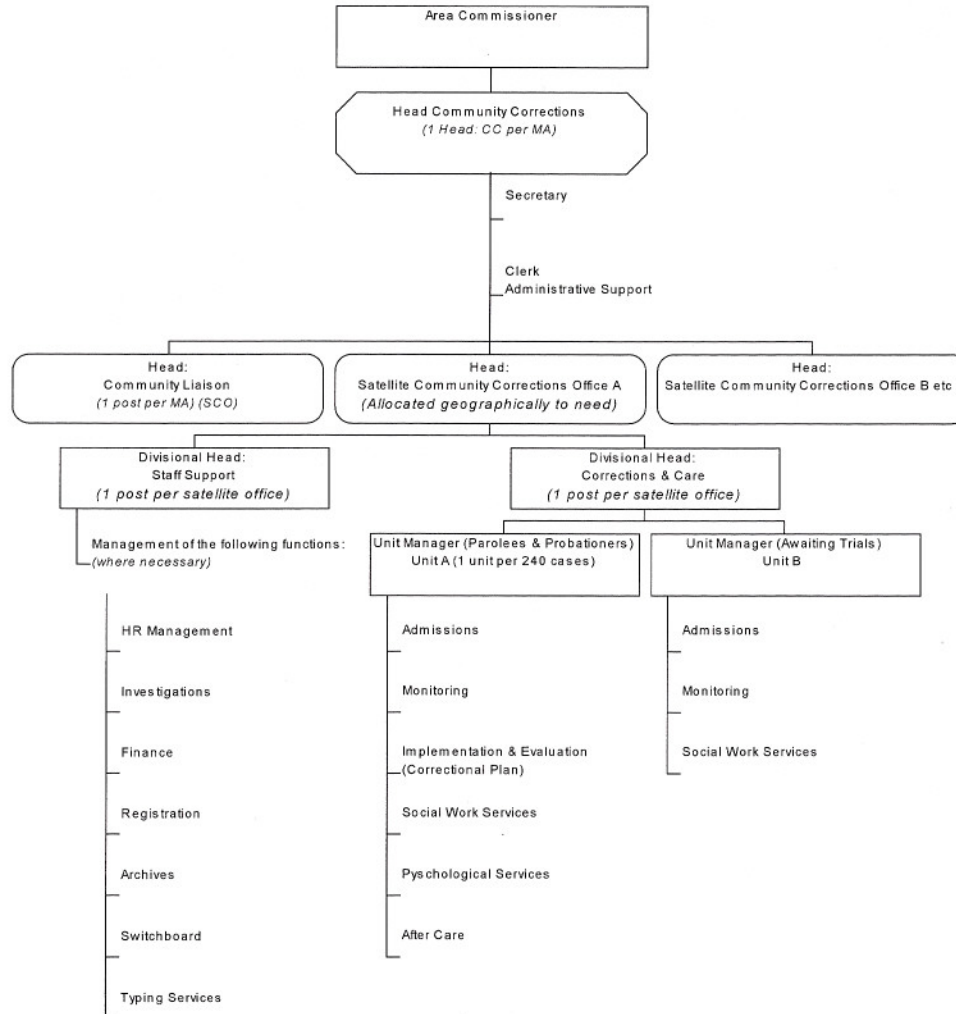 Area Commissioner
Head Community Corrections
(1 Head: CC per MA)
Secretary
Clerk
Administrative Support
Head:
Community Liaison
(1 post per MA) (SCO)
Head:
Satellite Community Corrections Office A
(Allocated geographically to need)
Head:
Satellite Community Corrections Office B etc
Divisional Head:
Staff Support
(1 post per satellite office)
Divisional Head:
Corrections & Care
(1 post per satellite office)
Management of the following functions:
(where necessary)
HR Management
Investigations
Finance
Registration
Archives
Switchboard
Typing Services
Unit Manager (Parolees & Probationers)
Unit A (1 unit per 240 cases)
Admissions
Monitoring
Implementation & Evaluation
(Correctional Plan)
Social Work Services
Pyschological Services
After Care
Unit Manager (Awaiting Trials)
Unit B
Admissions
Monitoring
Social Work Services